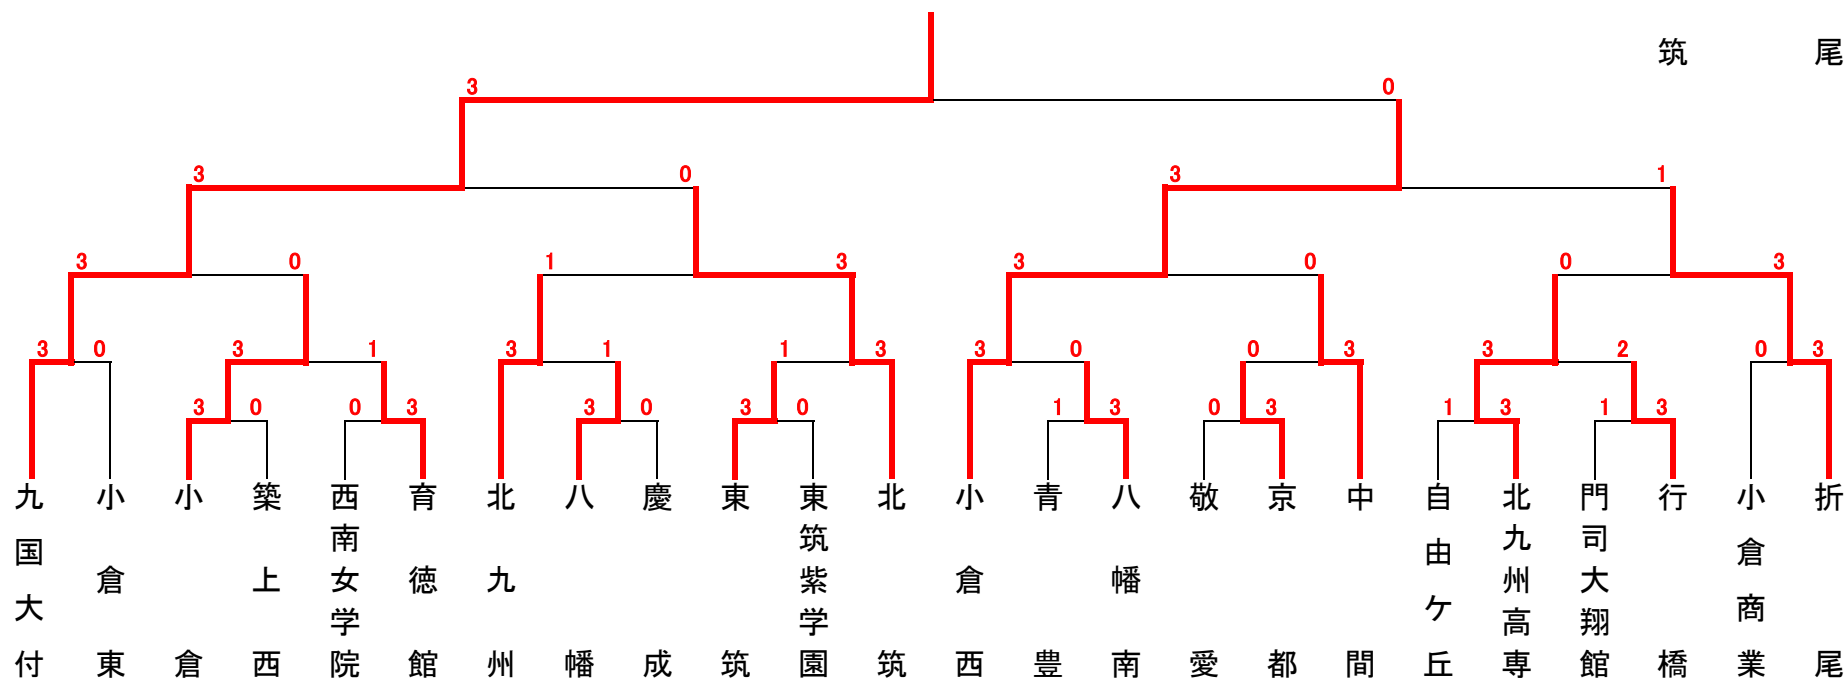 筑 尾
3 0
3 0 3 1
3 0 1 3 3 0 0 3
3 0 3 1 3 1 1 3 3 0 0 3 3 2 0 3
3 0 0 3 3 0 3 0 1 3 0 3 1 3 1 3
九国大付
小倉東
小倉
築上西
西南女学院
育徳館
北九州
八幡
慶成
東筑
東筑紫学園
北筑
小倉西
青豊
八幡南
敬愛
京都
中間
自由ケ丘
北九州高専
門司大翔館
行橋
小倉商業
折尾